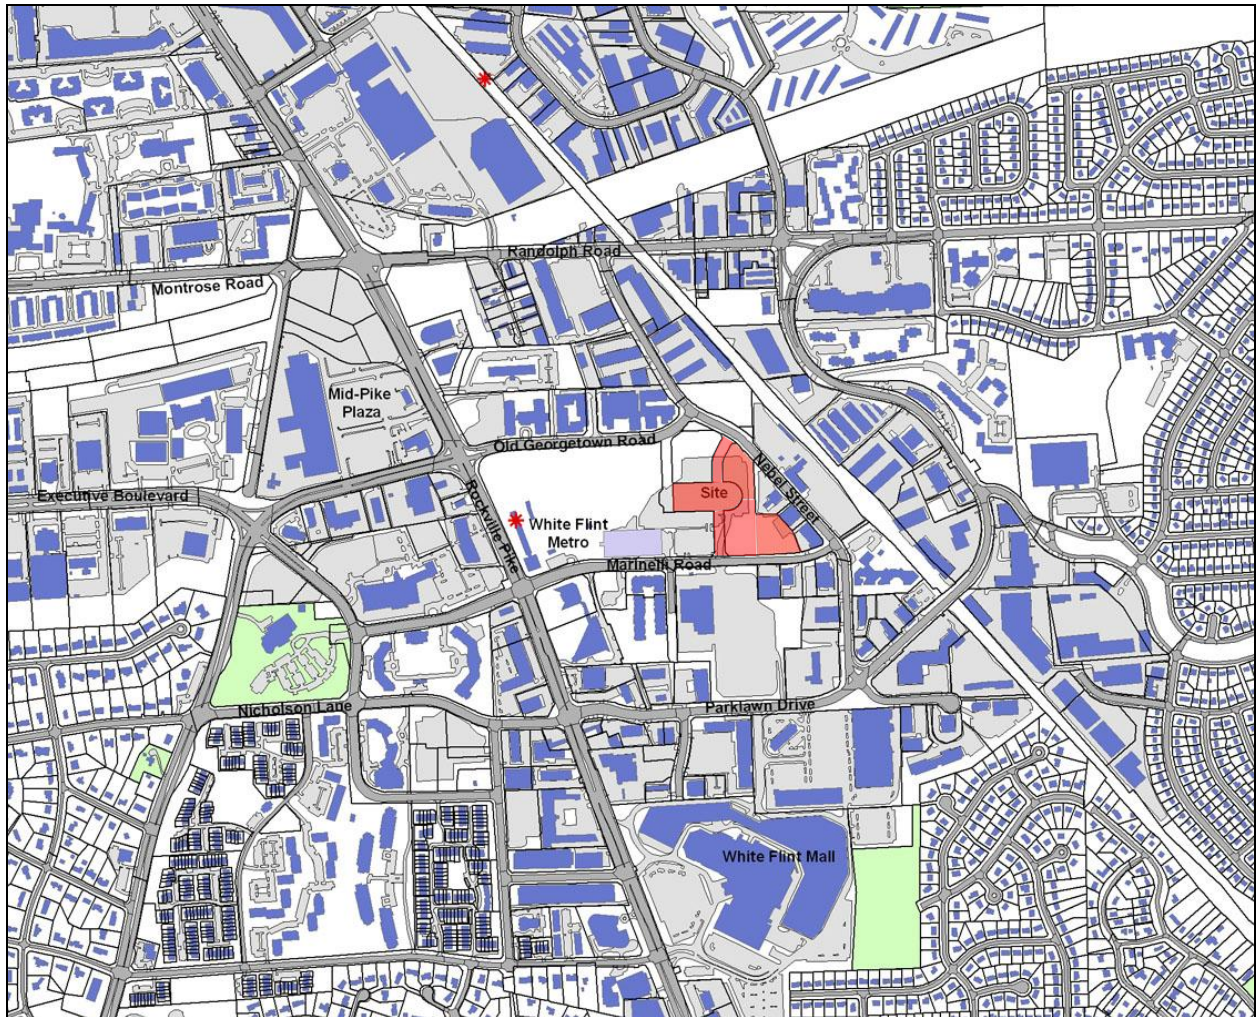 Randolph Road
Montrose Road
Mid-Pike
Plaza
Old Georgetown Road
Nebel Street
Executive Boulevard
Rockville Pike
Site
White Flint
Metro
Marinelli Road
Nicholson Lane
Parklawn Drive
White Flint Mall